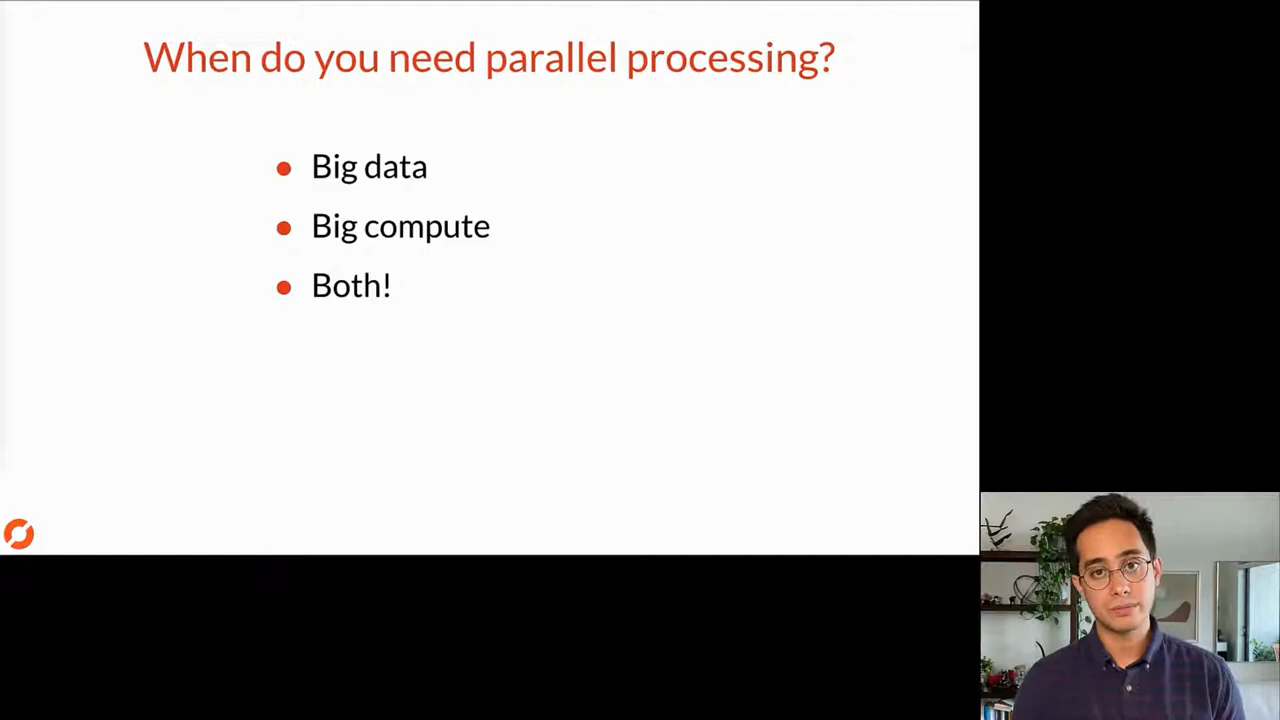 When do you need parallel processing?
Big data
Big compute
Both!